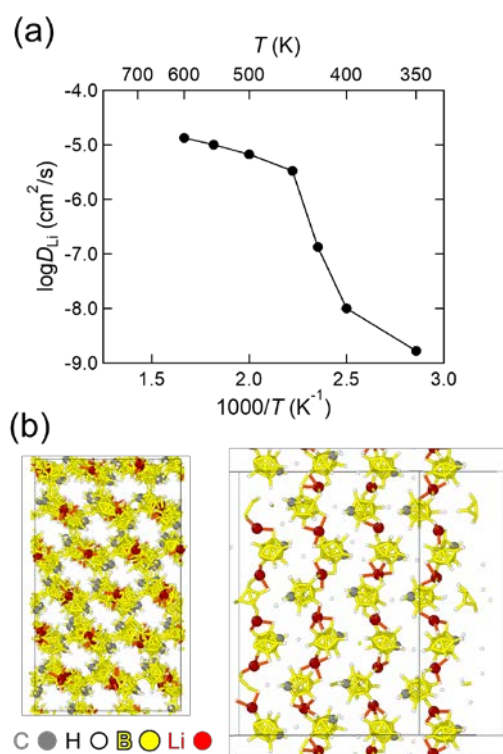 (a)
T (K)
700 600 500 400 350
-4.0
-5.0
-6.0
-7.0
-8.0
-9.0
logD_Li (cm²/s)
1.5 2.0 2.5 3.0
1000/T (K⁻¹)
(b)
C H B Li